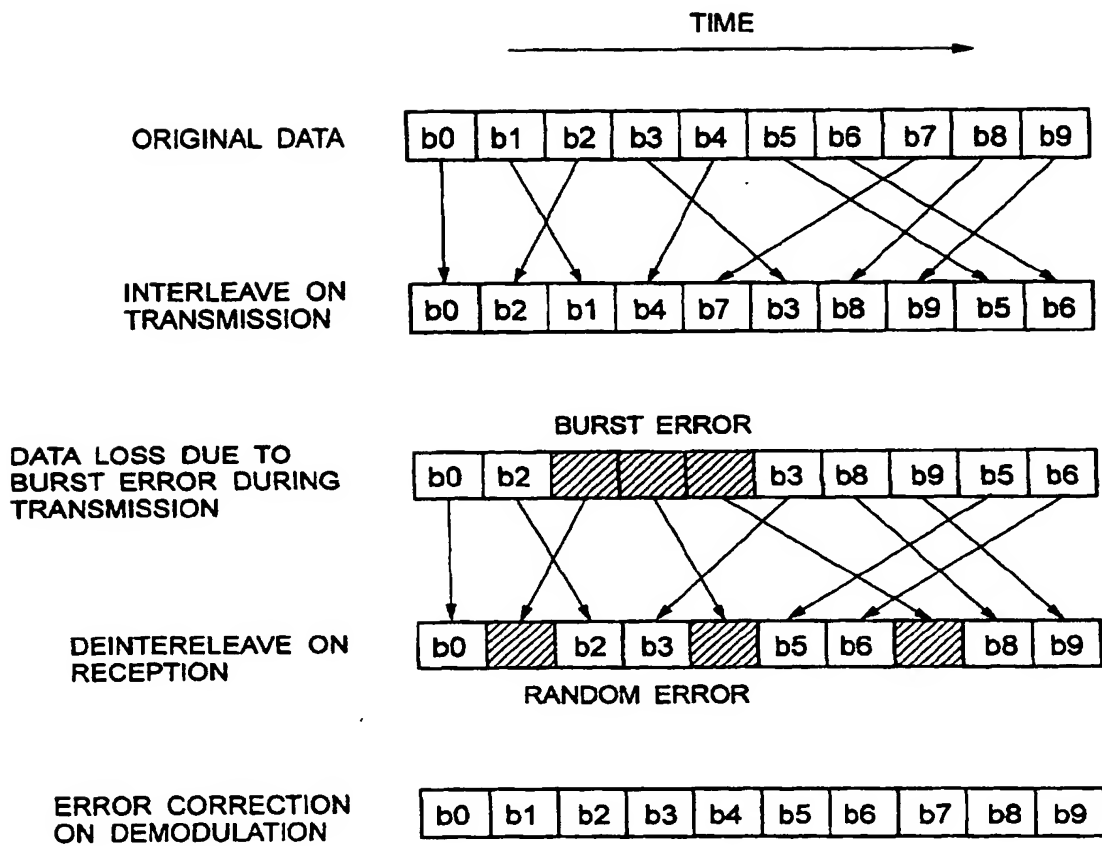 TIME
ORIGINAL DATA
b0 b1 b2 b3 b4 b5 b6 b7 b8 b9
INTERLEAVE ON
TRANSMISSION
b0 b2 b1 b4 b7 b3 b8 b9 b5 b6
BURST ERROR
DATA LOSS DUE TO
BURST ERROR DURING
TRANSMISSION
b0 b2 b3 b8 b9 b5 b6
DEINTERELEAVE ON
RECEPTION
b0 b2 b3 b5 b6 b8 b9
RANDOM ERROR
ERROR CORRECTION
ON DEMODULATION
b0 b1 b2 b3 b4 b5 b6 b7 b8 b9